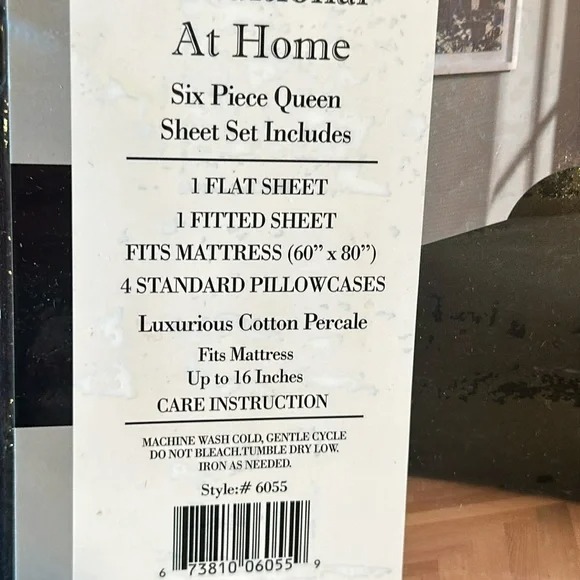 At Home
Six Piece Queen
Sheet Set Includes
1 FLAT SHEET
1 FITTED SHEET
FITS MATTRESS (60” x 80”)
4 STANDARD PILLOWCASES
Luxurious Cotton Percale
Fits Mattress
Up to 16 Inches
CARE INSTRUCTION
MACHINE WASH COLD, GENTLE CYCLE
DO NOT BLEACH.TUMBLE DRY LOW.
IRON AS NEEDED.
Style:# 6055
6 73810 06055 9